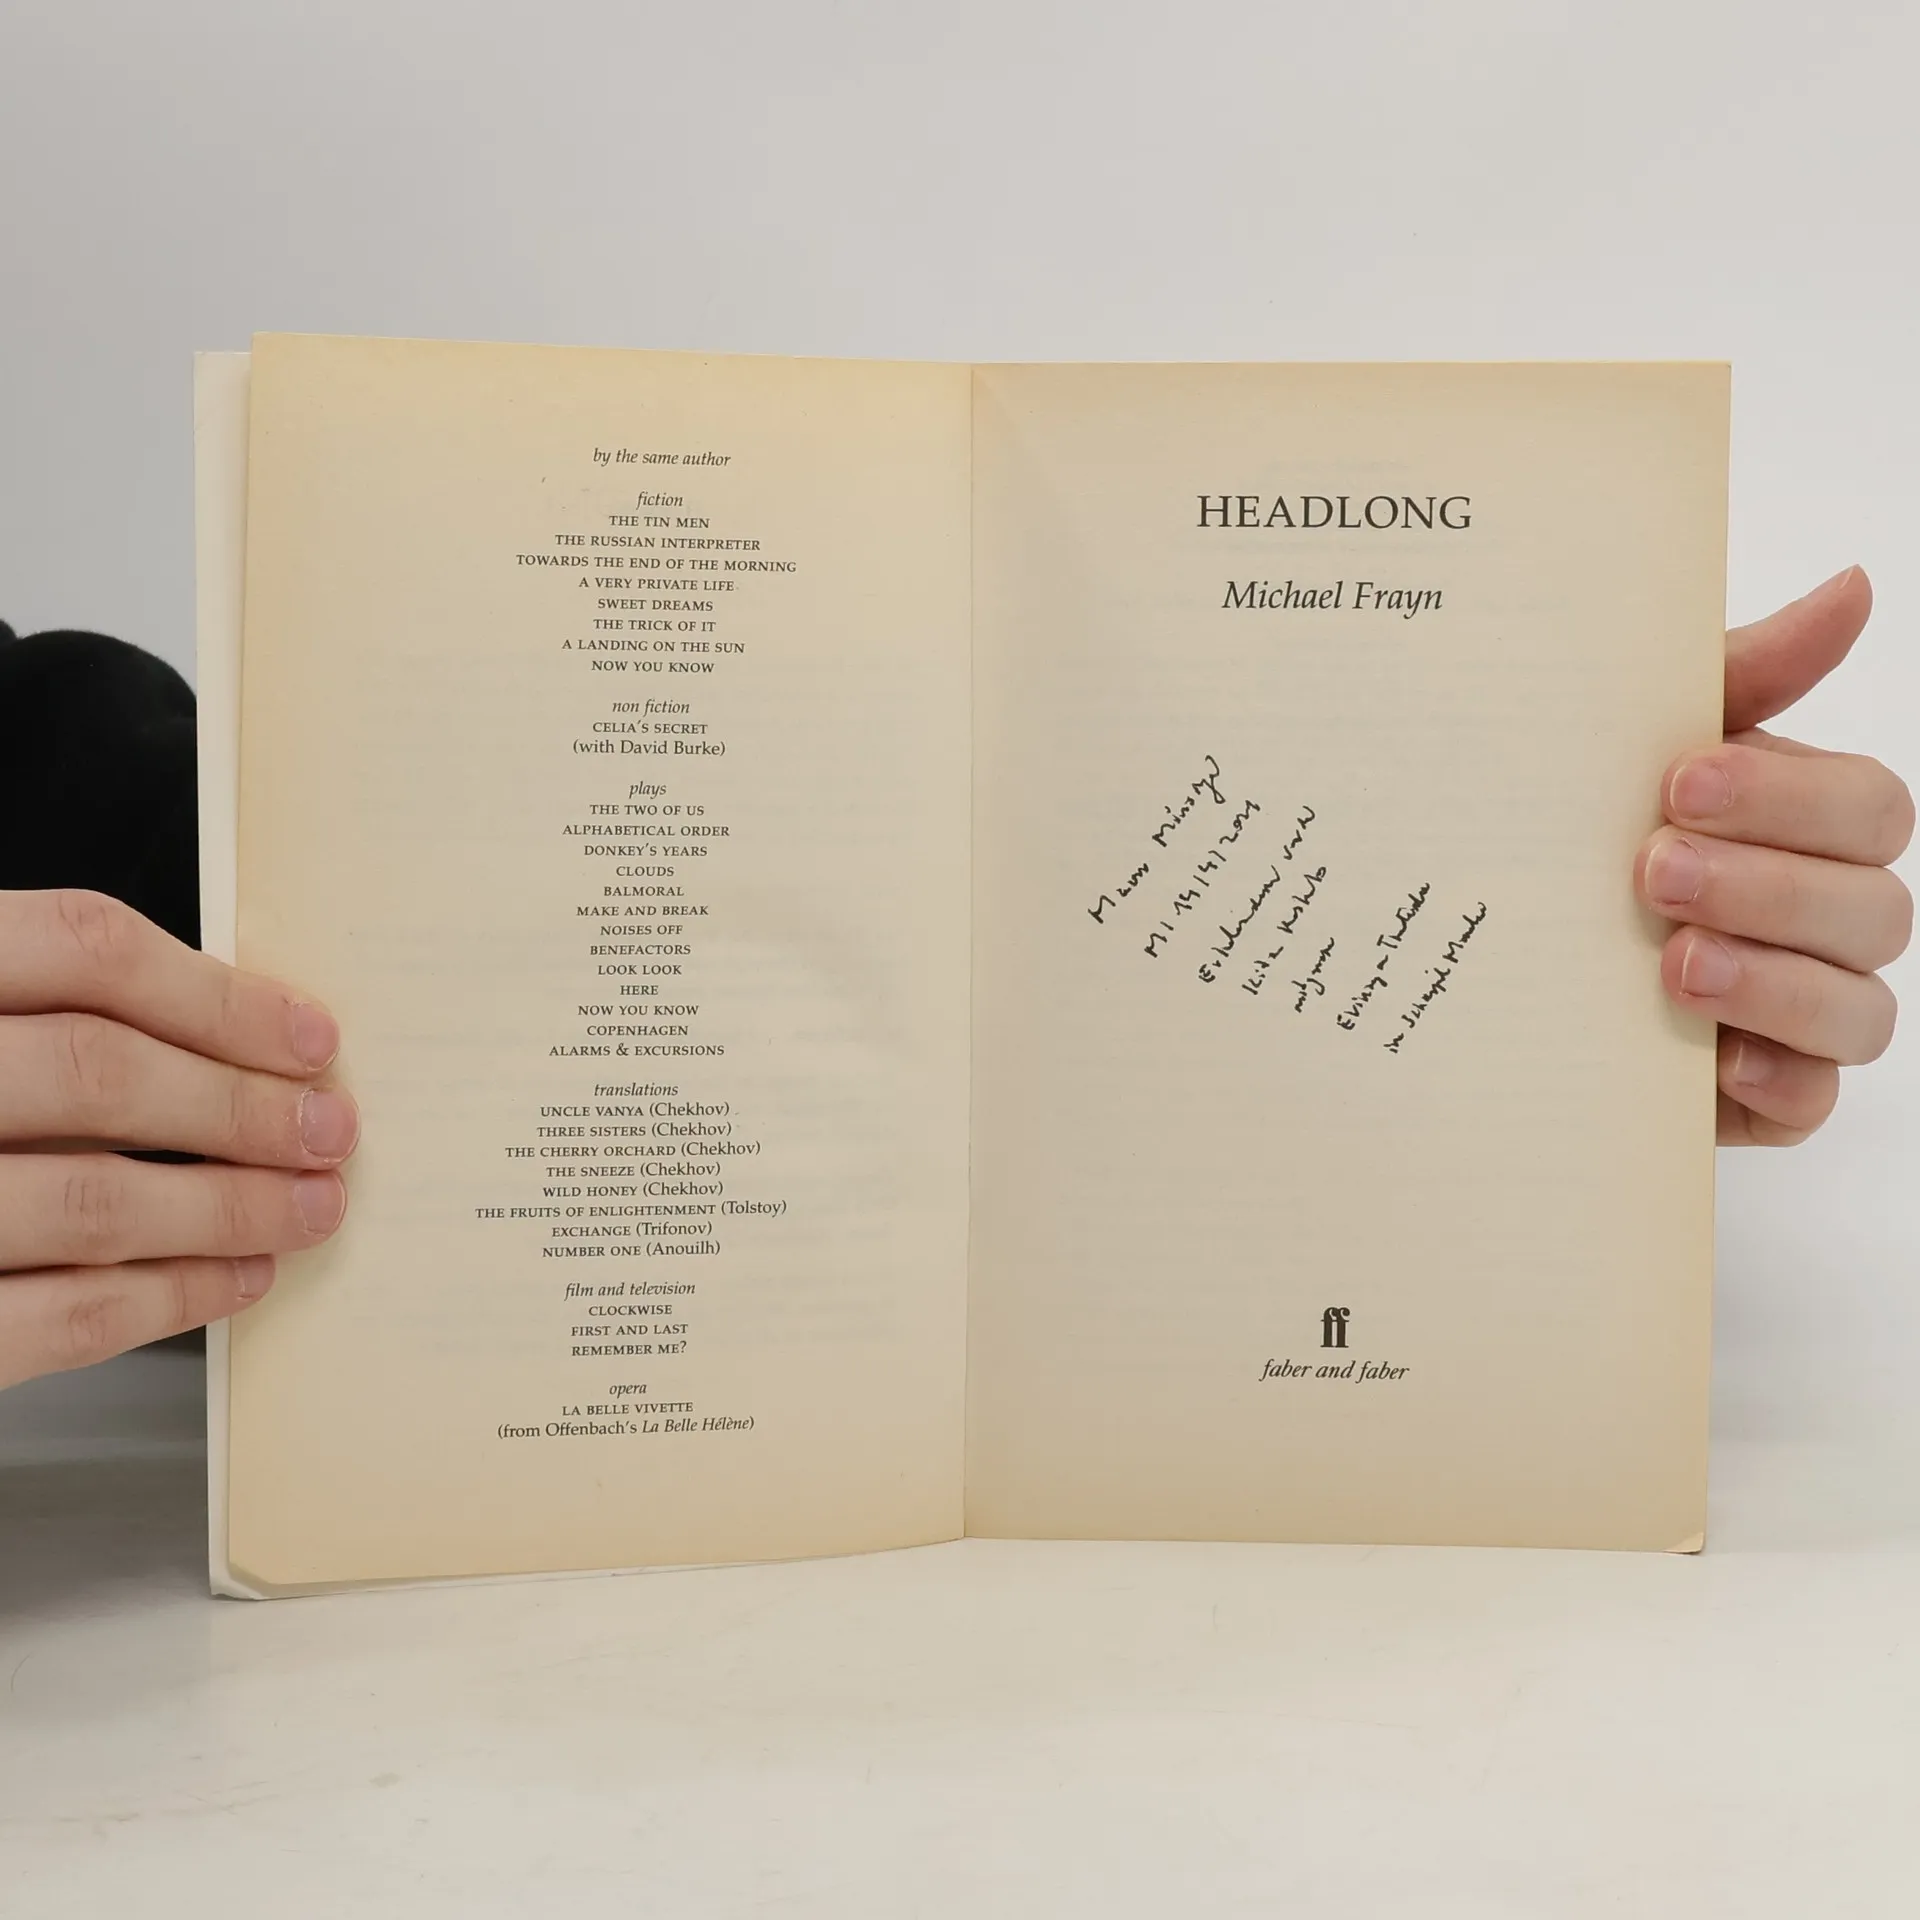 by the same author
fiction
THE TIN MEN
THE RUSSIAN INTERPRETER
TOWARDS THE END OF THE MORNING
A VERY PRIVATE LIFE
SWEET DREAMS
THE TRICK OF IT
A LANDING ON THE SUN
NOW YOU KNOW
non fiction
CELIA'S SECRET
(with David Burke)
plays
THE TWO OF US
ALPHABETICAL ORDER
DONKEY'S YEARS
CLOUDS
BALMORAL
MAKE AND BREAK
NOISES OFF
BENEFACTORS
LOOK LOOK
HERE
NOW YOU KNOW
COPENHAGEN
ALARMS & EXCURSIONS
translations
UNCLE VANYA (Chekhov)
THREE SISTERS (Chekhov)
THE CHERRY ORCHARD (Chekhov)
THE SNEEZE (Chekhov)
WILD HONEY (Chekhov)
THE FRUITS OF ENLIGHTENMENT (Tolstoy)
EXCHANGE (Trifonov)
NUMBER ONE (Anouilh)
film and television
CLOCKWISE
FIRST AND LAST
REMEMBER ME?
opera
LA BELLE VIVETTE
(from Offenbach's La Belle Hélène)
HEADLONG
Michael Frayn
in
ff
faber and faber